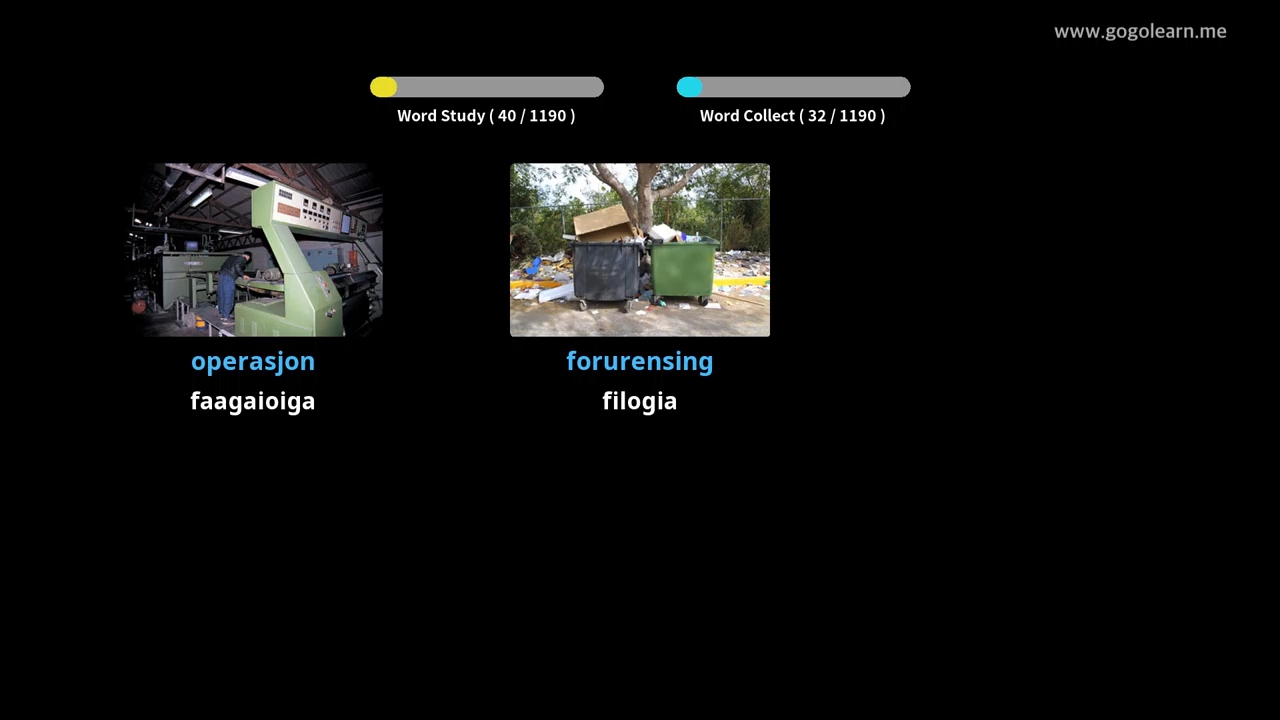 www.gogolearn.me
Word Study ( 40 / 1190 )
Word Collect ( 32 / 1190 )
operasjon
faagaioiga
forurensing
filogia